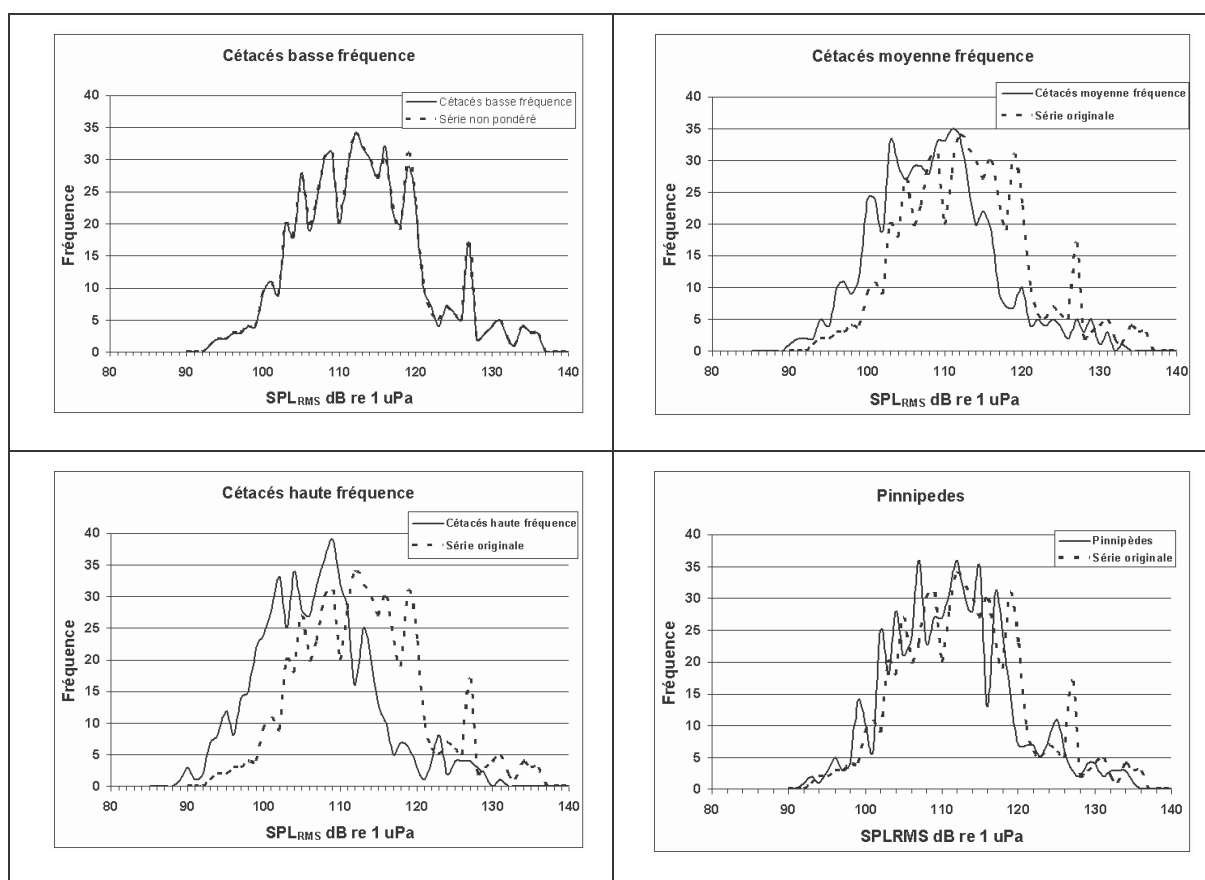 Cétacés basse fréquence
Cétacés basse fréquence
Série non pondéré
Fréquence
40
35
30
25
20
15
10
5
0
80 90 100 110 120 130 140
SPLRMS dB re 1 uPa
Cétacés moyenne fréquence
Cétacés moyenne fréquence
Série originale
Fréquence
40
35
30
25
20
15
10
5
0
80 90 100 110 120 130 140
SPLRMS dB re 1 uPa
Cétacés haute fréquence
Cétacés haute fréquence
Série originale
Fréquence
40
35
30
25
20
15
10
5
0
80 90 100 110 120 130 140
SPLRMS dB re 1 uPa
Pinnipedes
Pinnipèdes
Série originale
Fréquence
40
35
30
25
20
15
10
5
0
80 90 100 110 120 130 140
SPLRMS dB re 1 uPa